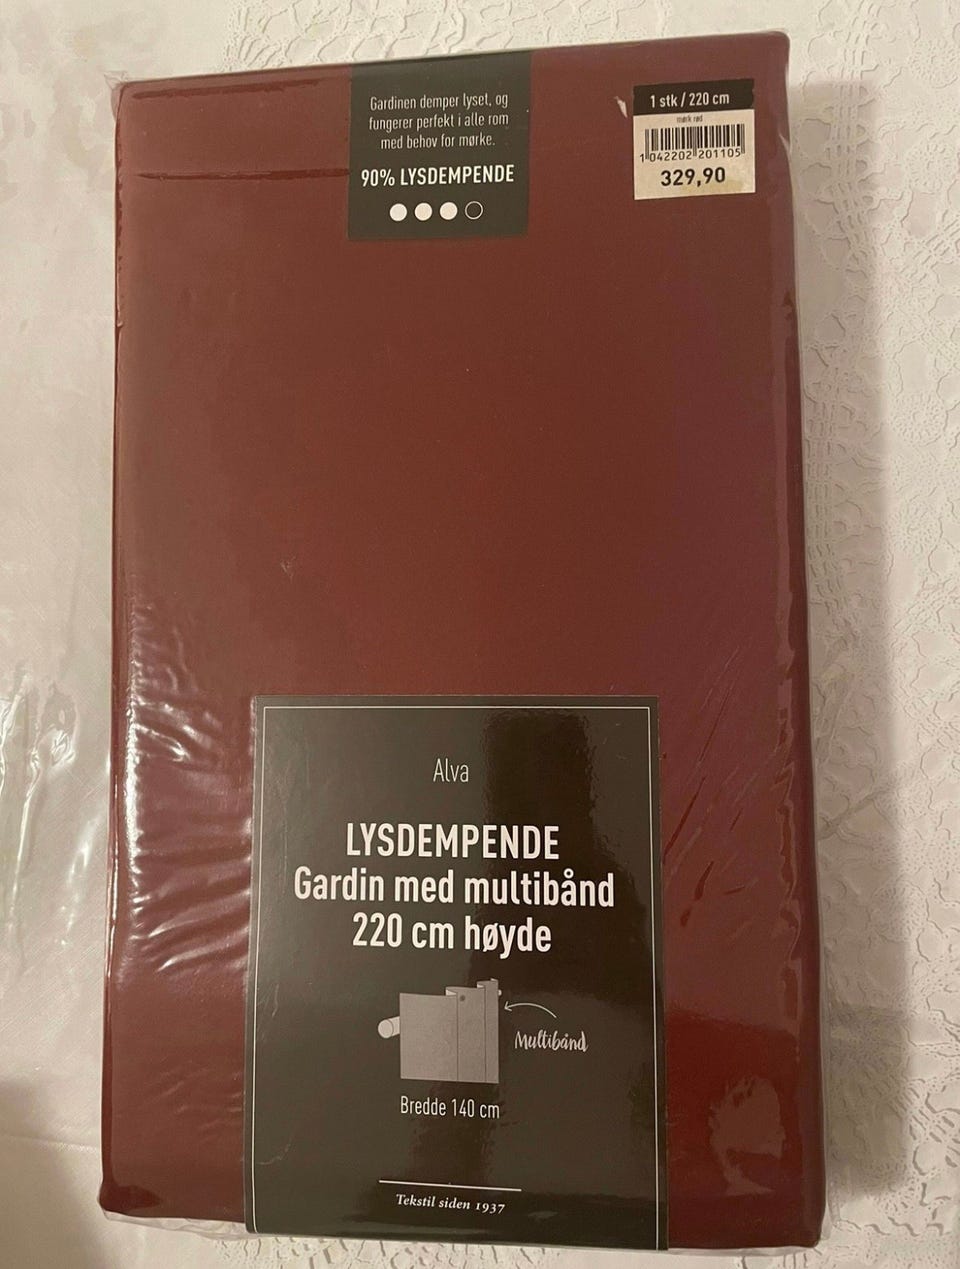 Gardinen demper lyset, og
fungerer perfekt i alle rom
med behov for mørke.
90% LYSDEMPENDE
1 stk / 220 cm
mørk rød
1 042202 201105
329,90
Alva
LYSDEMPENDE
Gardin med multibånd
220 cm høyde
Multibånd
Bredde 140 cm
Tekstil siden 1937